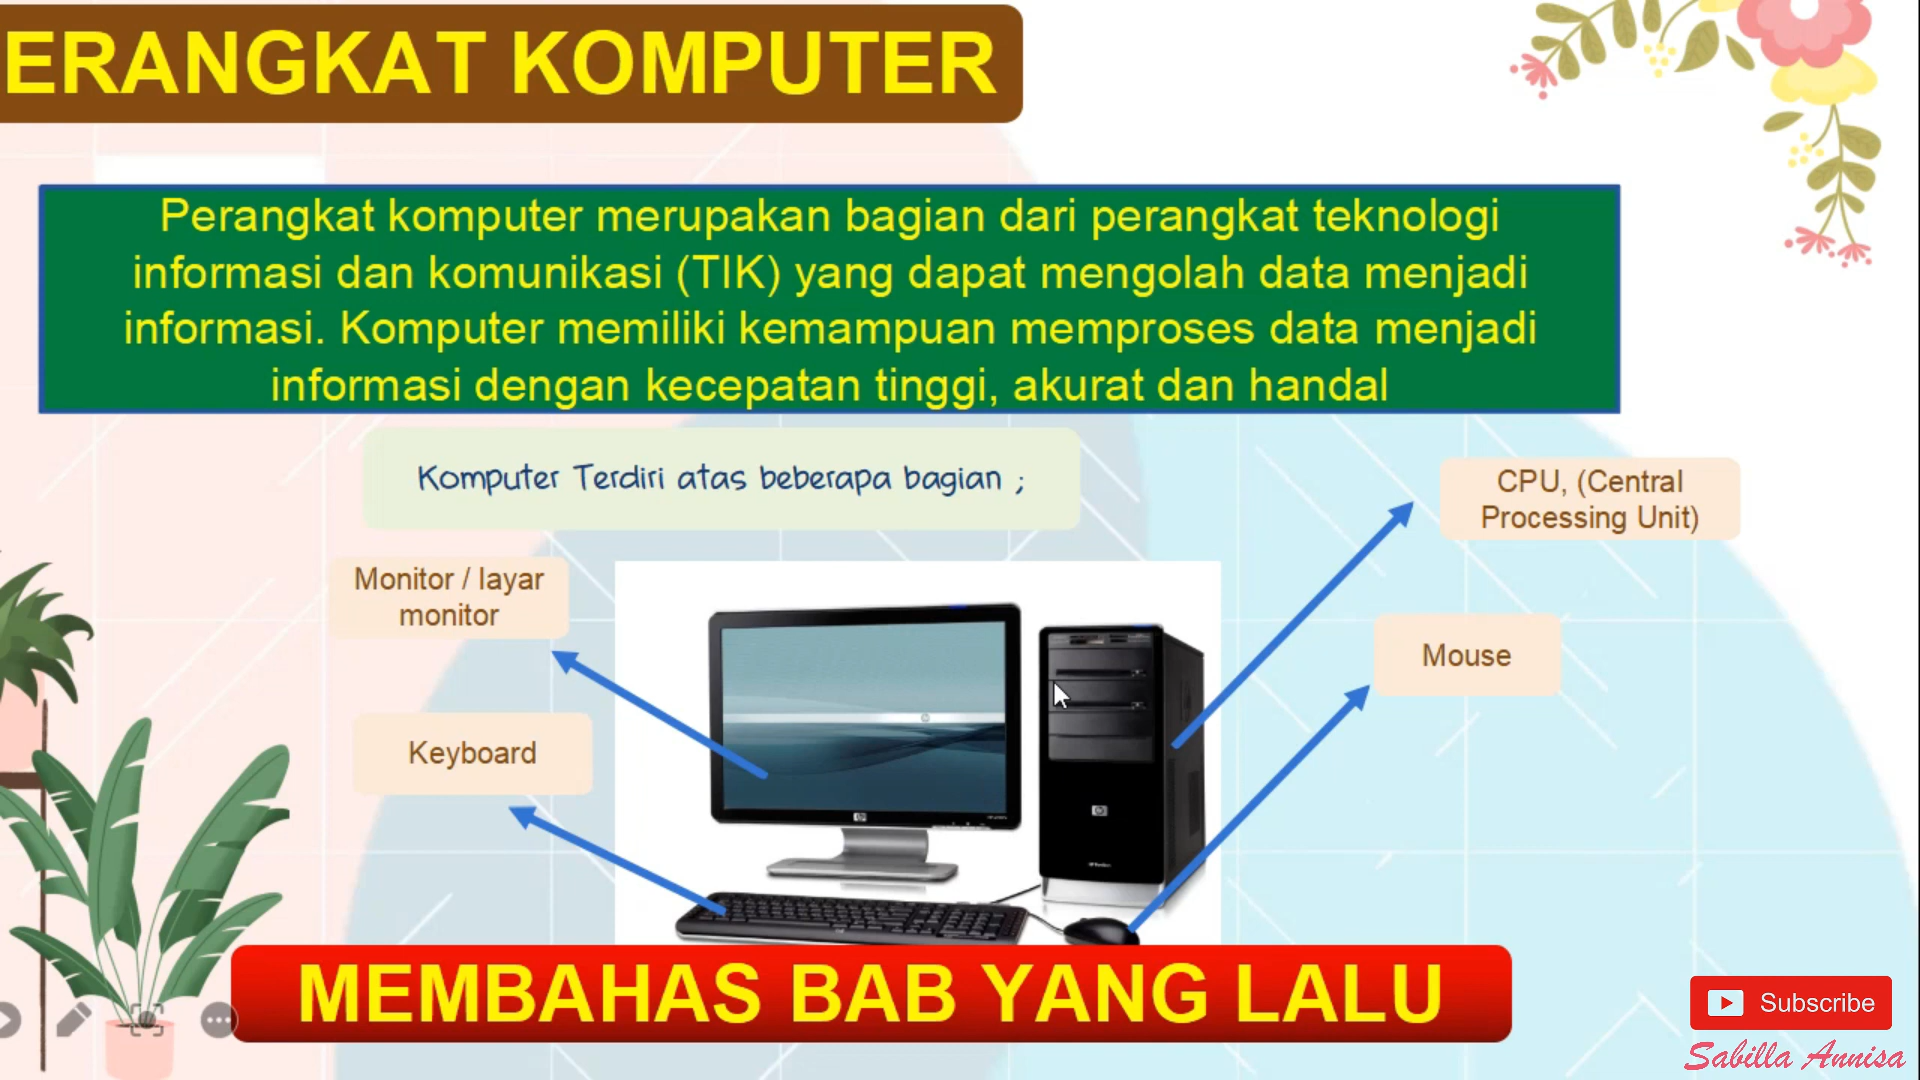 ERANGKAT KOMPUTER
Perangkat komputer merupakan bagian dari perangkat teknologi
informasi dan komunikasi (TIK) yang dapat mengolah data menjadi
informasi. Komputer memiliki kemampuan memproses data menjadi
informasi dengan kecepatan tinggi, akurat dan handal
Komputer Terdiri atas beberapa bagian ;
CPU, (Central
Processing Unit)
Monitor / layar
monitor
Mouse
Keyboard
MEMBAHAS BAB YANG LALU
Subscribe
Sabilla Annisa